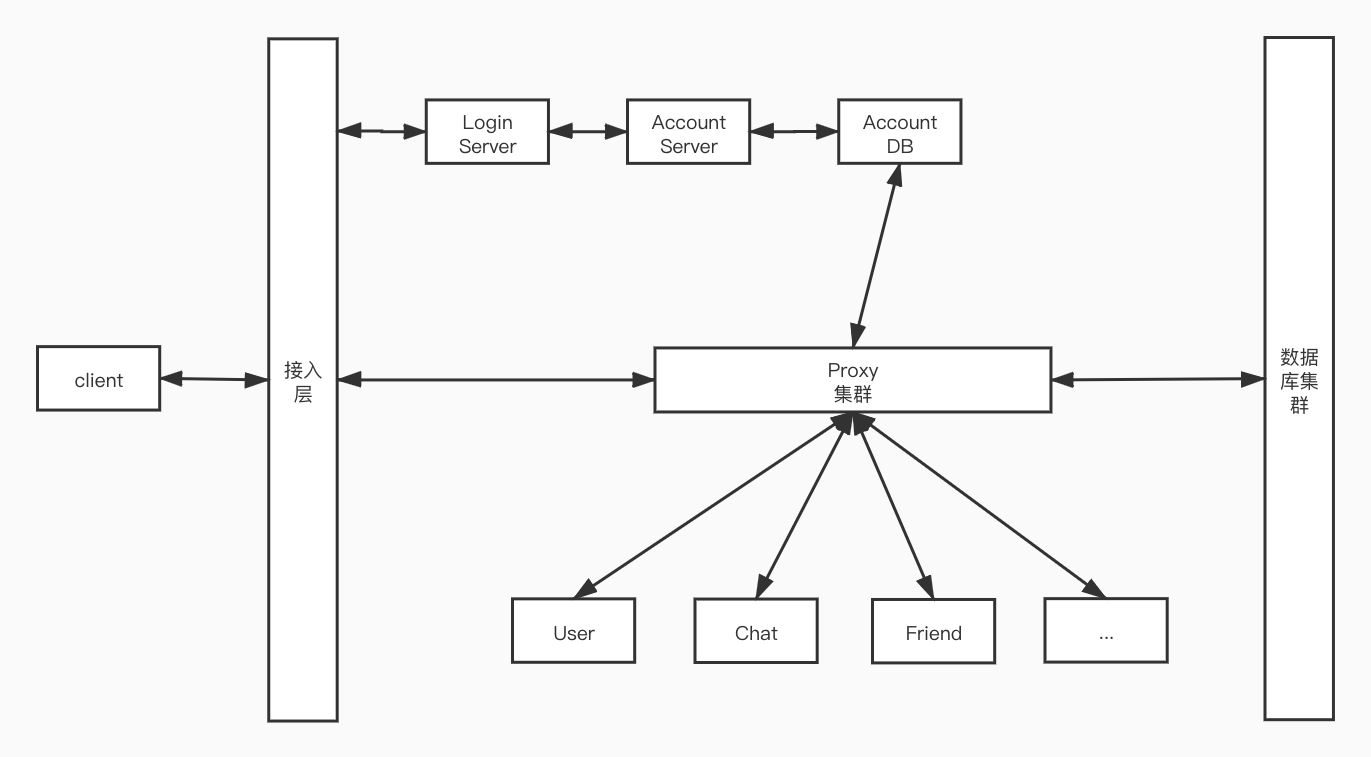 Login
Server
Account
Server
Account
DB
client
接入
层
Proxy
集群
数据
库集
群
User
Chat
Friend
...